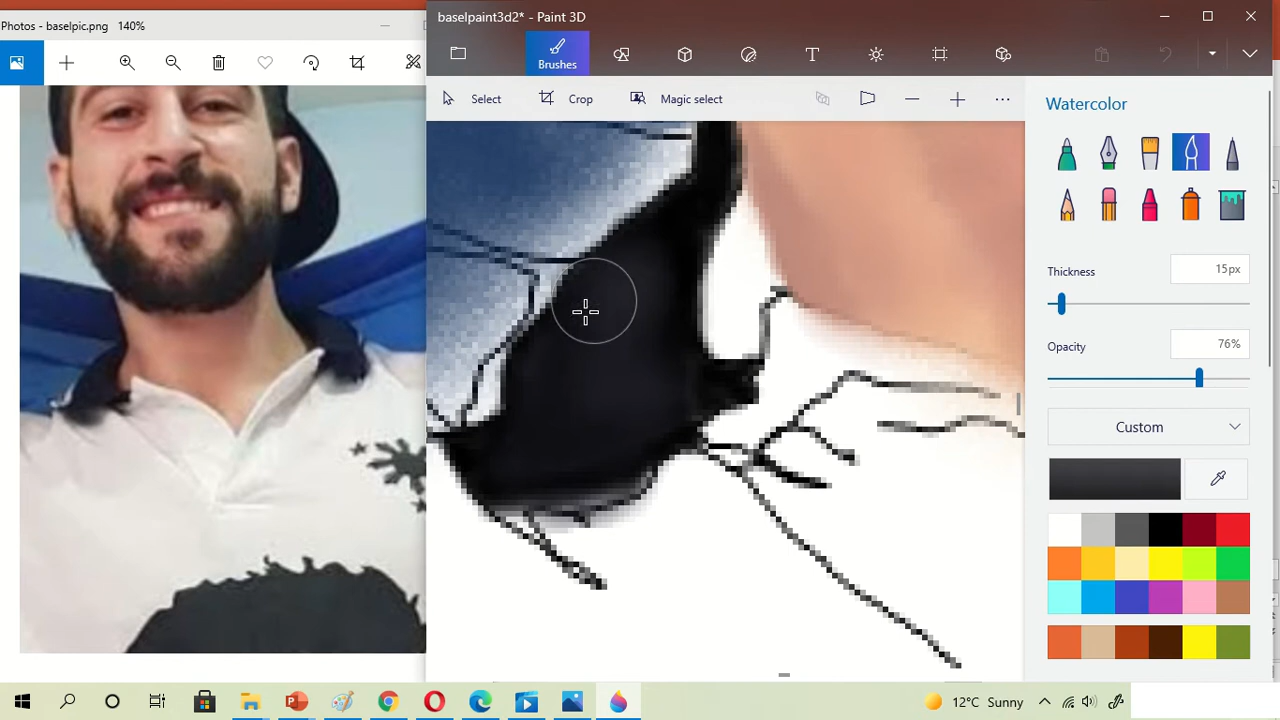 Photos - baselpic.png 140%
baselpaint3d2* - Paint 3D
Brushes
Select
Crop
Magic select
Watercolor
Thickness
15px
Opacity
76%
Custom
12°C Sunny